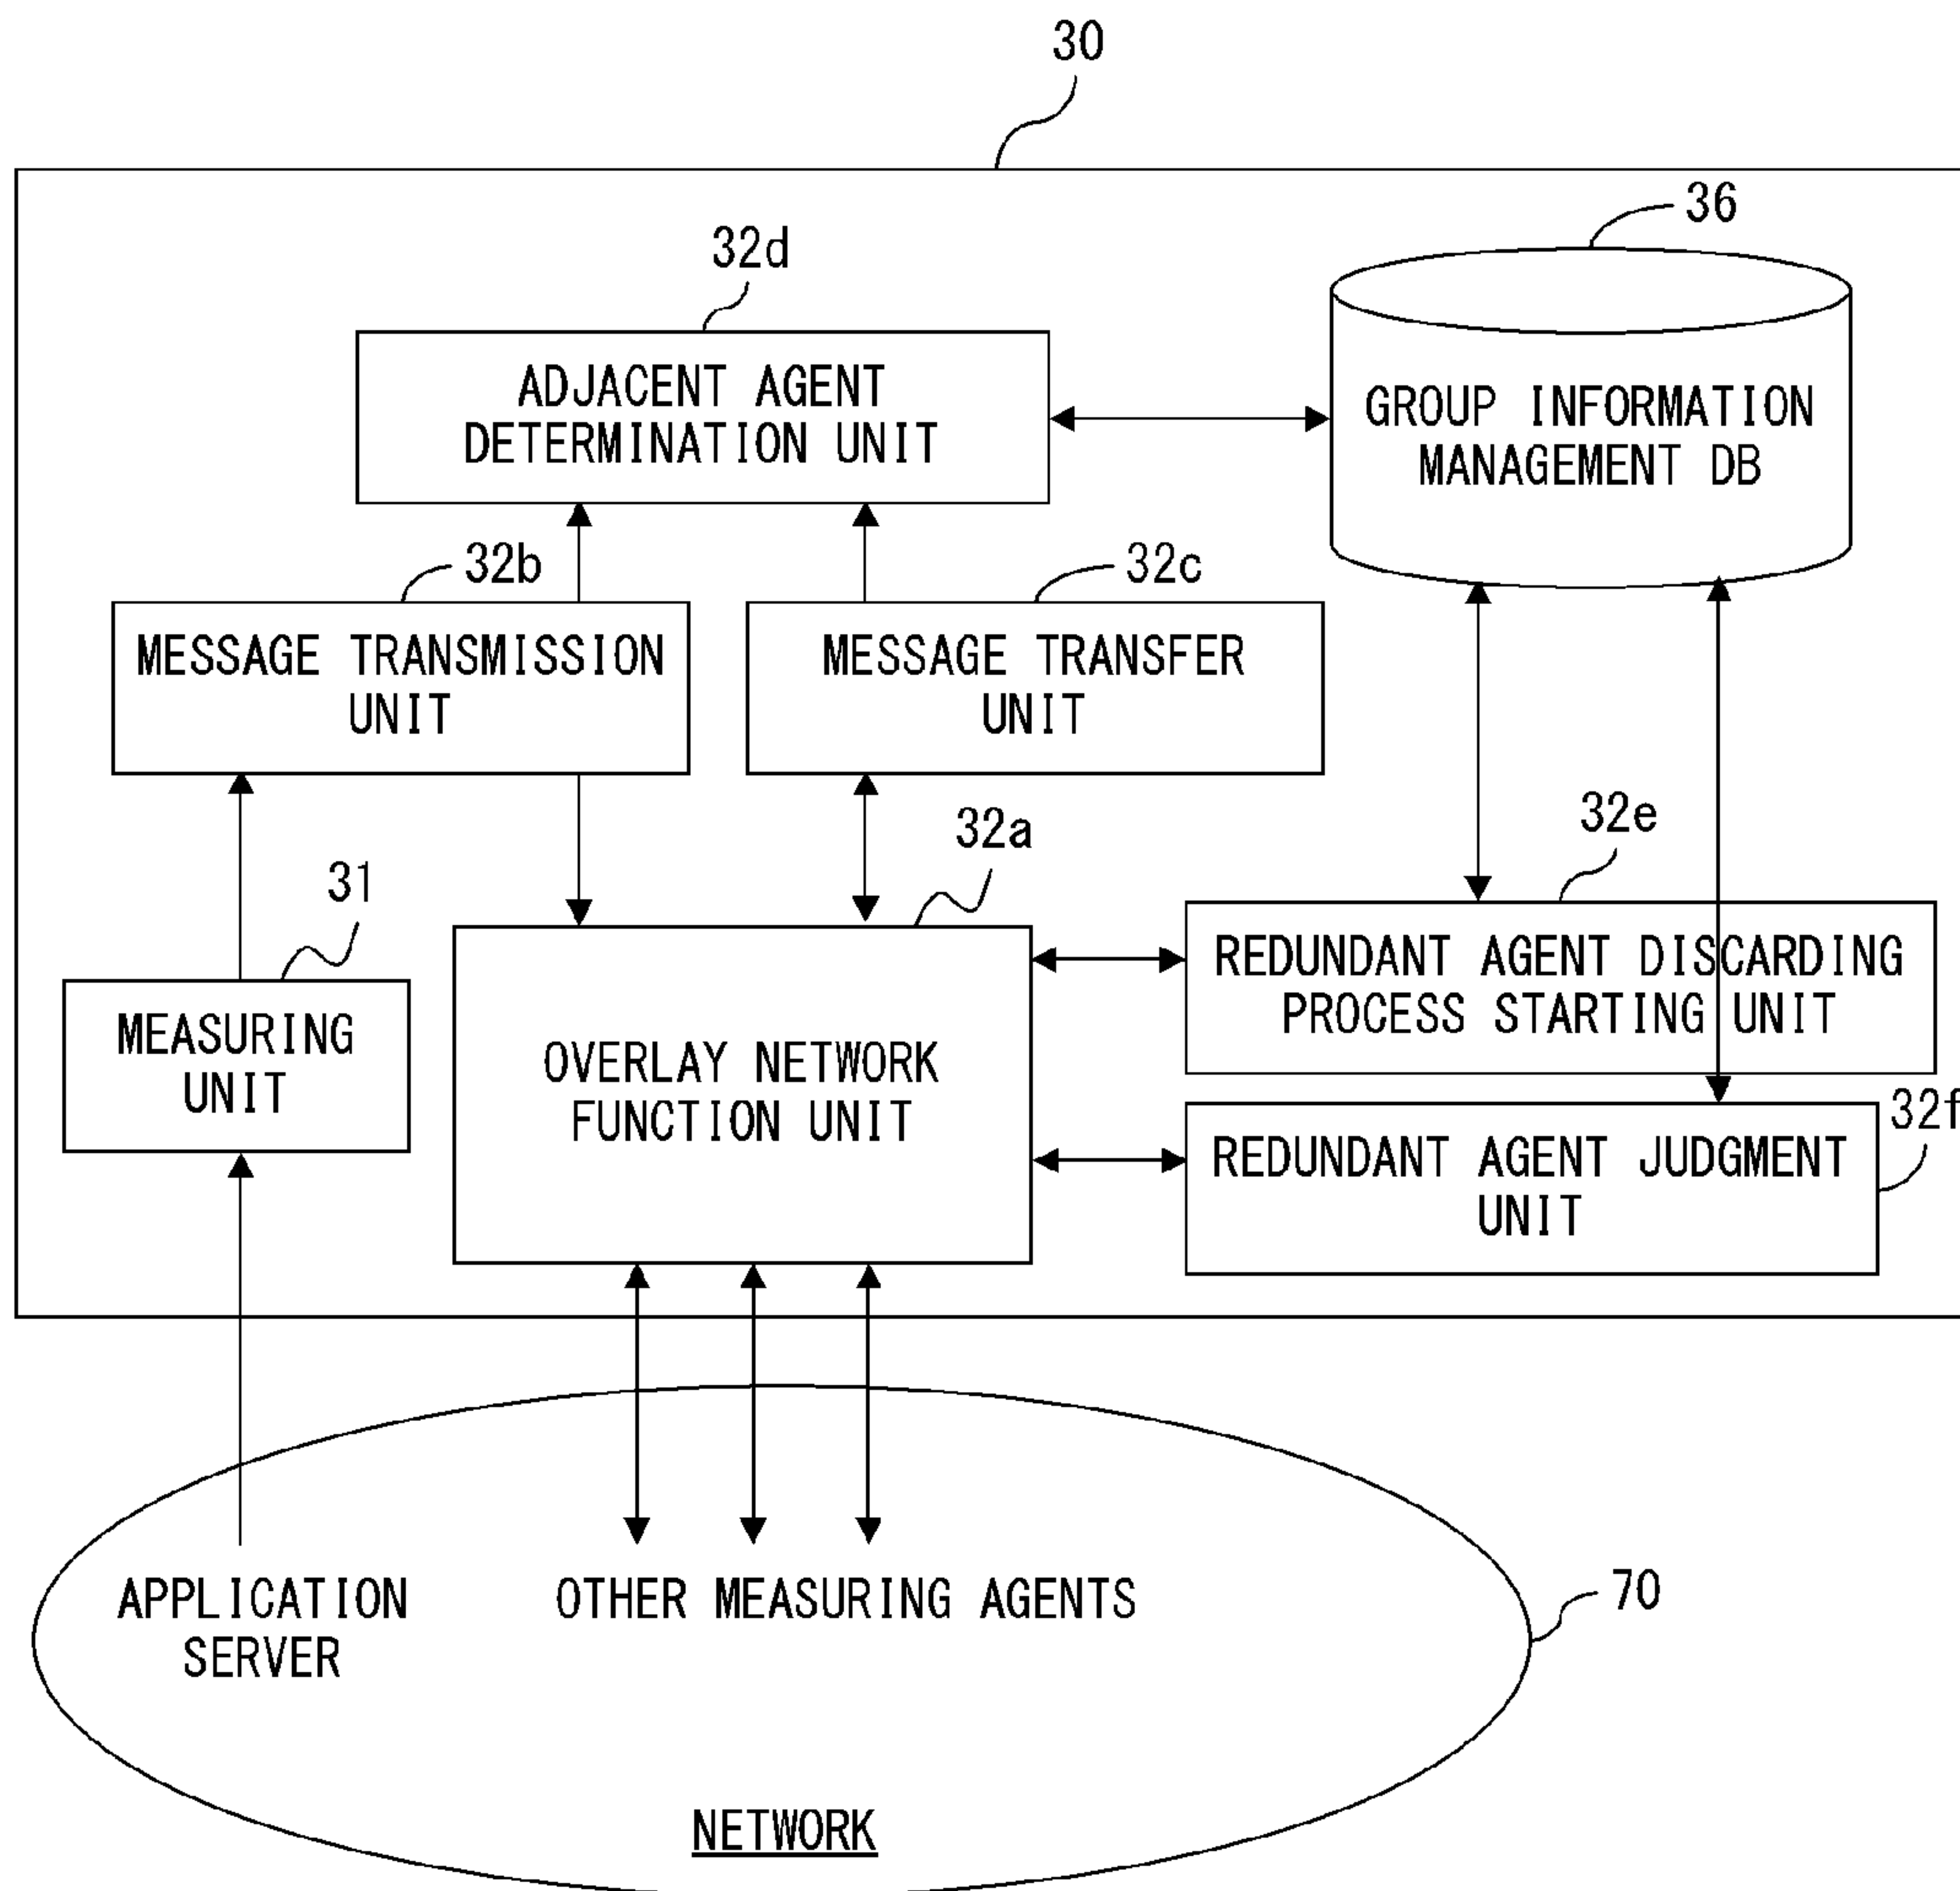 30
36
32d
ADJACENT AGENT
DETERMINATION UNIT
GROUP INFORMATION
MANAGEMENT DB
32b
32c
MESSAGE TRANSMISSION
UNIT
MESSAGE TRANSFER
UNIT
32e
32a
31
REDUNDANT AGENT DISCARDING
PROCESS STARTING UNIT
MEASURING
UNIT
OVERLAY NETWORK
FUNCTION UNIT
32f
REDUNDANT AGENT JUDGMENT
UNIT
APPLICATION
SERVER
OTHER MEASURING AGENTS
70
NETWORK